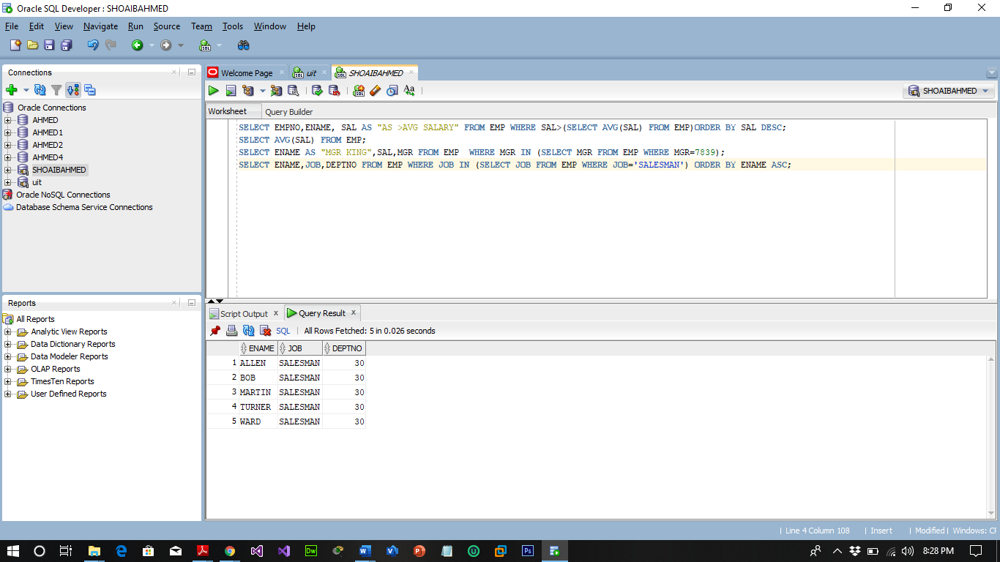 Oracle SQL Developer : SHOAIBAHMED
File Edit View Navigate Run Source Team Tools Window Help
Connections
Oracle Connections
AHMED
AHMED1
AHMED2
AHMED4
SHOAIBAHMED
uit
Oracle NoSQL Connections
Database Schema Service Connections
Reports
All Reports
Analytic View Reports
Data Dictionary Reports
Data Modeler Reports
OLAP Reports
TimesTen Reports
User Defined Reports
Welcome Page uit SHOAIBAHMED
SHOAIBAHMED
Worksheet Query Builder
SELECT EMPNO,ENAME, SAL AS "AS >AVG SALARY" FROM EMP WHERE SAL>(SELECT AVG(SAL) FROM EMP)ORDER BY SAL DESC;
SELECT AVG(SAL) FROM EMP;
SELECT ENAME AS "MGR KING",SAL,MGR FROM EMP  WHERE MGR IN (SELECT MGR FROM EMP WHERE MGR=7839);
SELECT ENAME,JOB,DEPTNO FROM EMP WHERE JOB IN (SELECT JOB FROM EMP WHERE JOB='SALESMAN') ORDER BY ENAME ASC;
Script Output x Query Result x
SQL | All Rows Fetched: 5 in 0.026 seconds
ENAME JOB DEPTNO
1 ALLEN SALESMAN 30
2 BOB SALESMAN 30
3 MARTIN SALESMAN 30
4 TURNER SALESMAN 30
5 WARD SALESMAN 30
| Line 4 Column 108 | Insert | Modified | Windows: CF
8:28 PM